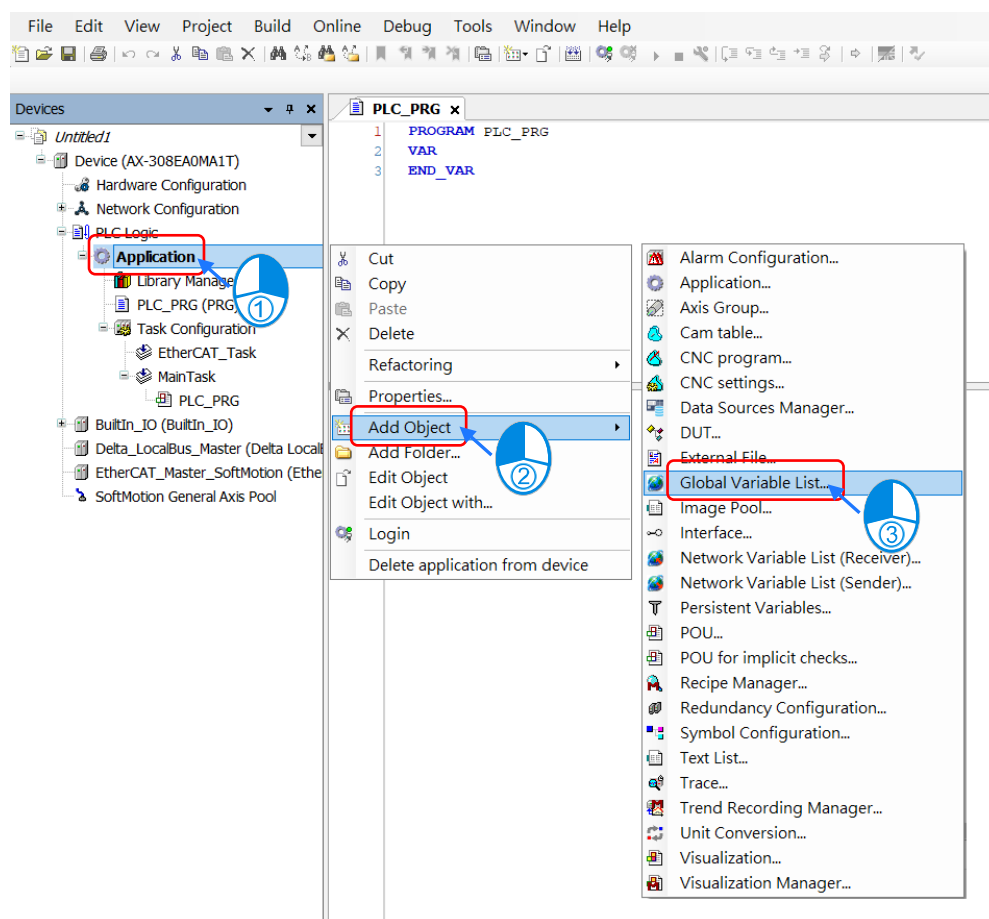 File Edit View Project Build Online Debug Tools Window Help
Devices
PLC_PRG
Untitled1
Device (AX-308EA0MA1T)
Hardware Configuration
Network Configuration
PLC Logic
Application
Library Manage
PLC_PRG (PRG)
Task Configuration
EtherCAT_Task
MainTask
PLC_PRG
BuiltIn_IO (BuiltIn_IO)
Delta_LocalBus_Master (Delta Local
EtherCAT_Master_SoftMotion (Ethe
SoftMotion General Axis Pool
①
1 PROGRAM PLC_PRG
2 VAR
3 END_VAR
Cut
Copy
Paste
Delete
Refactoring
Properties...
Add Object
Add Folder...
Edit Object
Edit Object with...
Login
Delete application from device
②
Alarm Configuration...
Application...
Axis Group...
Cam table...
CNC program...
CNC settings...
Data Sources Manager...
DUT...
External File...
Global Variable List...
Image Pool...
Interface...
Network Variable List (Receiver)...
Network Variable List (Sender)...
Persistent Variables...
POU...
POU for implicit checks...
Recipe Manager...
Redundancy Configuration...
Symbol Configuration...
Text List...
Trace...
Trend Recording Manager...
Unit Conversion...
Visualization...
Visualization Manager...
③